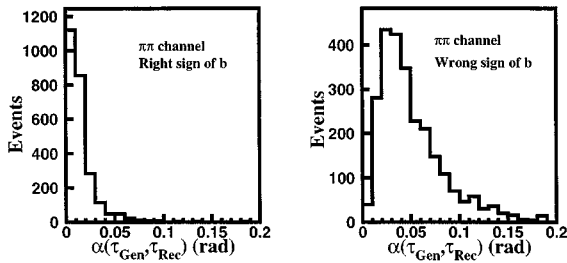 1200
1000
800
600
400
200
0
Events
ππ channel
Right sign of b
0 0.05 0.1 0.15 0.2
α(τGen,τRec) (rad)
400
300
200
100
0
Events
ππ channel
Wrong sign of b
0 0.05 0.1 0.15 0.2
α(τGen,τRec) (rad)